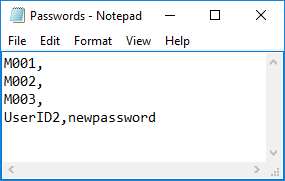 Passwords - Notepad
File Edit Format View Help
M001,
M002,
M003,
UserID2,newpassword